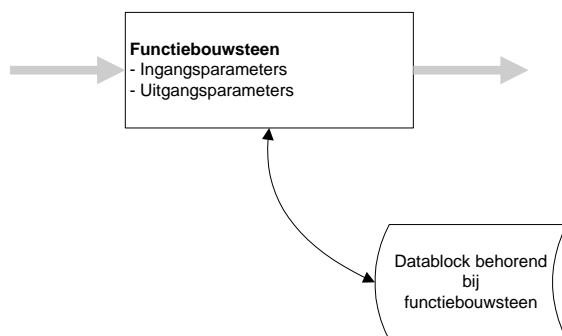 Functiebouwsteen
- Ingangsparameters
- Uitgangsparameters
Datablock behorend
bij
functiebouwsteen